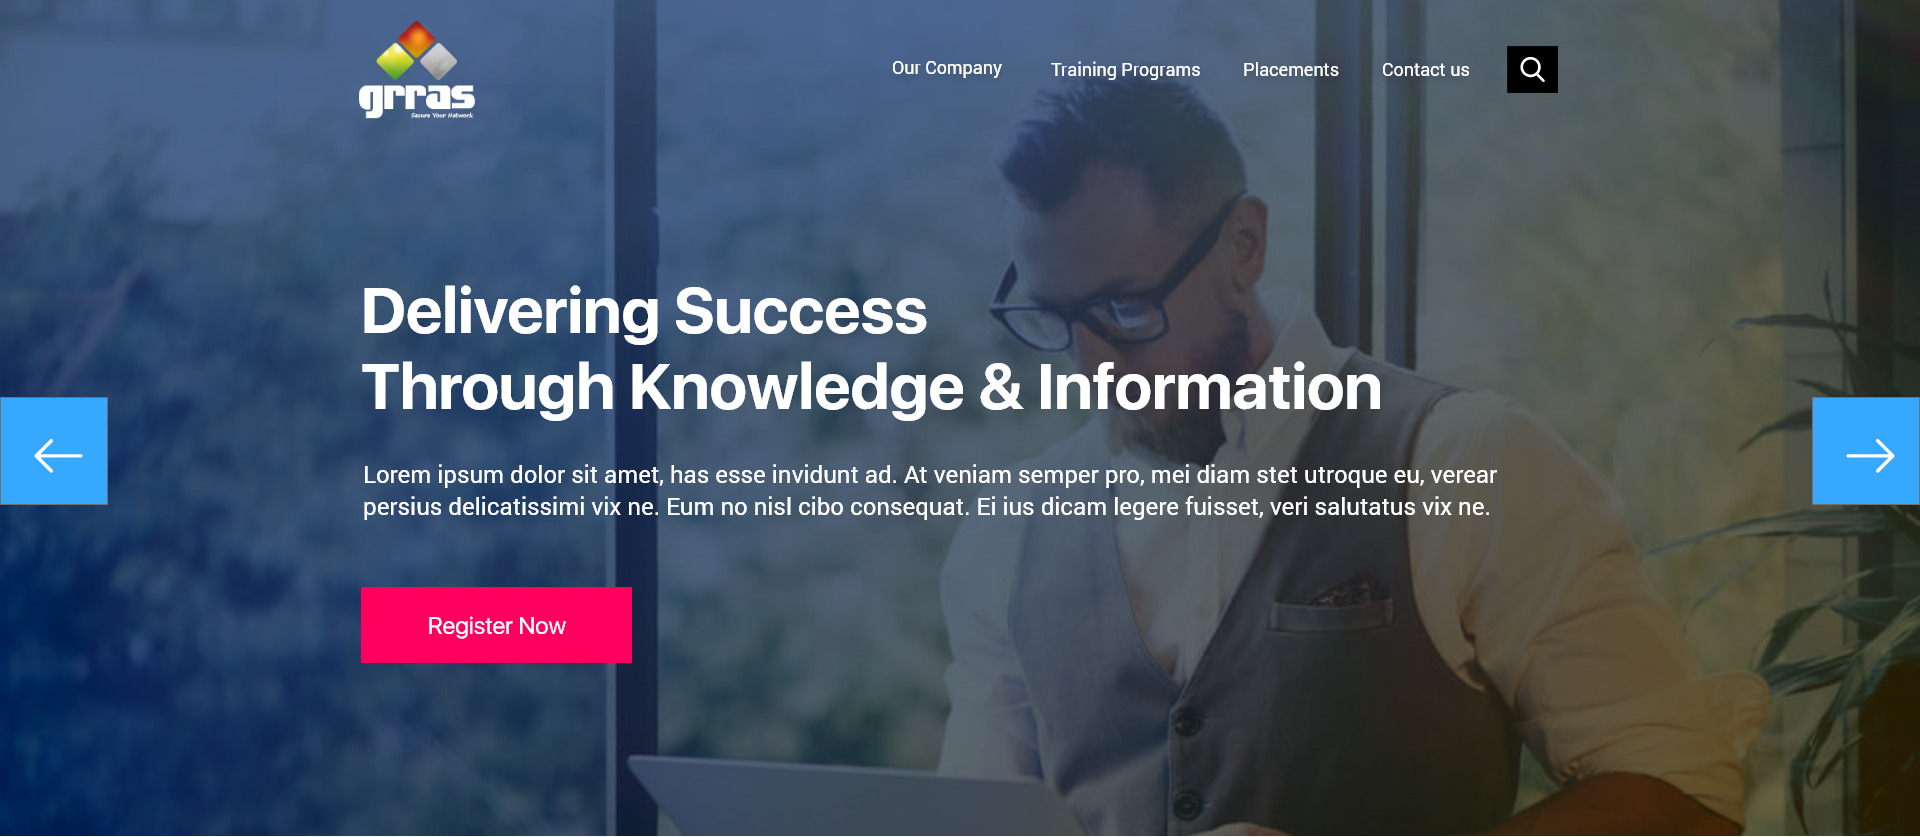 grras
Secure Your Network
Our Company
Training Programs
Placements
Contact us
Delivering Success
Through Knowledge & Information
Lorem ipsum dolor sit amet, has esse invidunt ad. At veniam semper pro, mei diam stet utroque eu, verear
persius delicatissimi vix ne. Eum no nisl cibo consequat. Ei ius dicam legere fuisset, veri salutatus vix ne.
Register Now